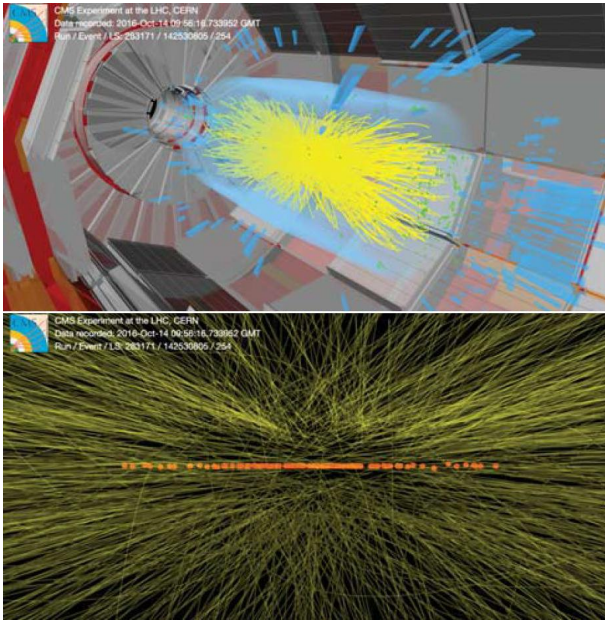 CMS
CMS Experiment at the LHC, CERN
Data recorded: 2016-Oct-14 09:56:16.733952 GMT
Run / Event / LS: 283171 / 142530805 / 254
CMS
CMS Experiment at the LHC, CERN
Data recorded: 2016-Oct-14 09:56:16.733952 GMT
Run / Event / LS: 283171 / 142530805 / 254